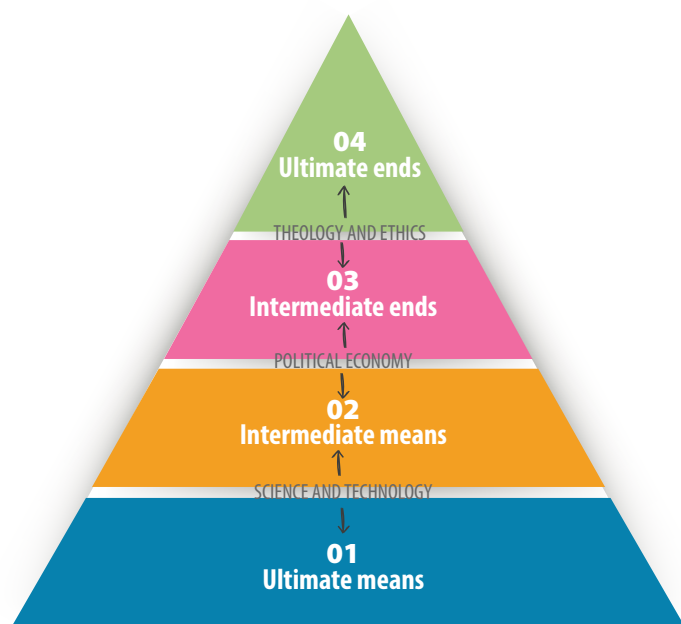 04
Ultimate ends
THEOLOGY AND ETHICS
03
Intermediate ends
POLITICAL ECONOMY
02
Intermediate means
SCIENCE AND TECHNOLOGY
01
Ultimate means